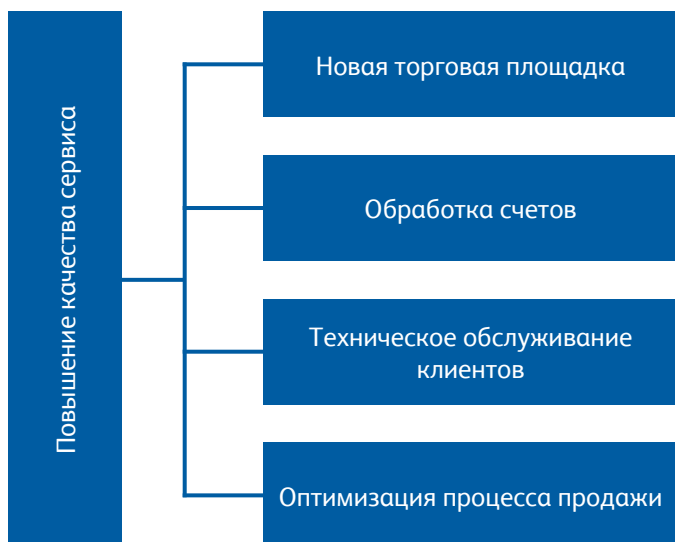 Повышение качества сервиса
Новая торговая площадка
Обработка счетов
Техническое обслуживание
клиентов
Оптимизация процесса продажи